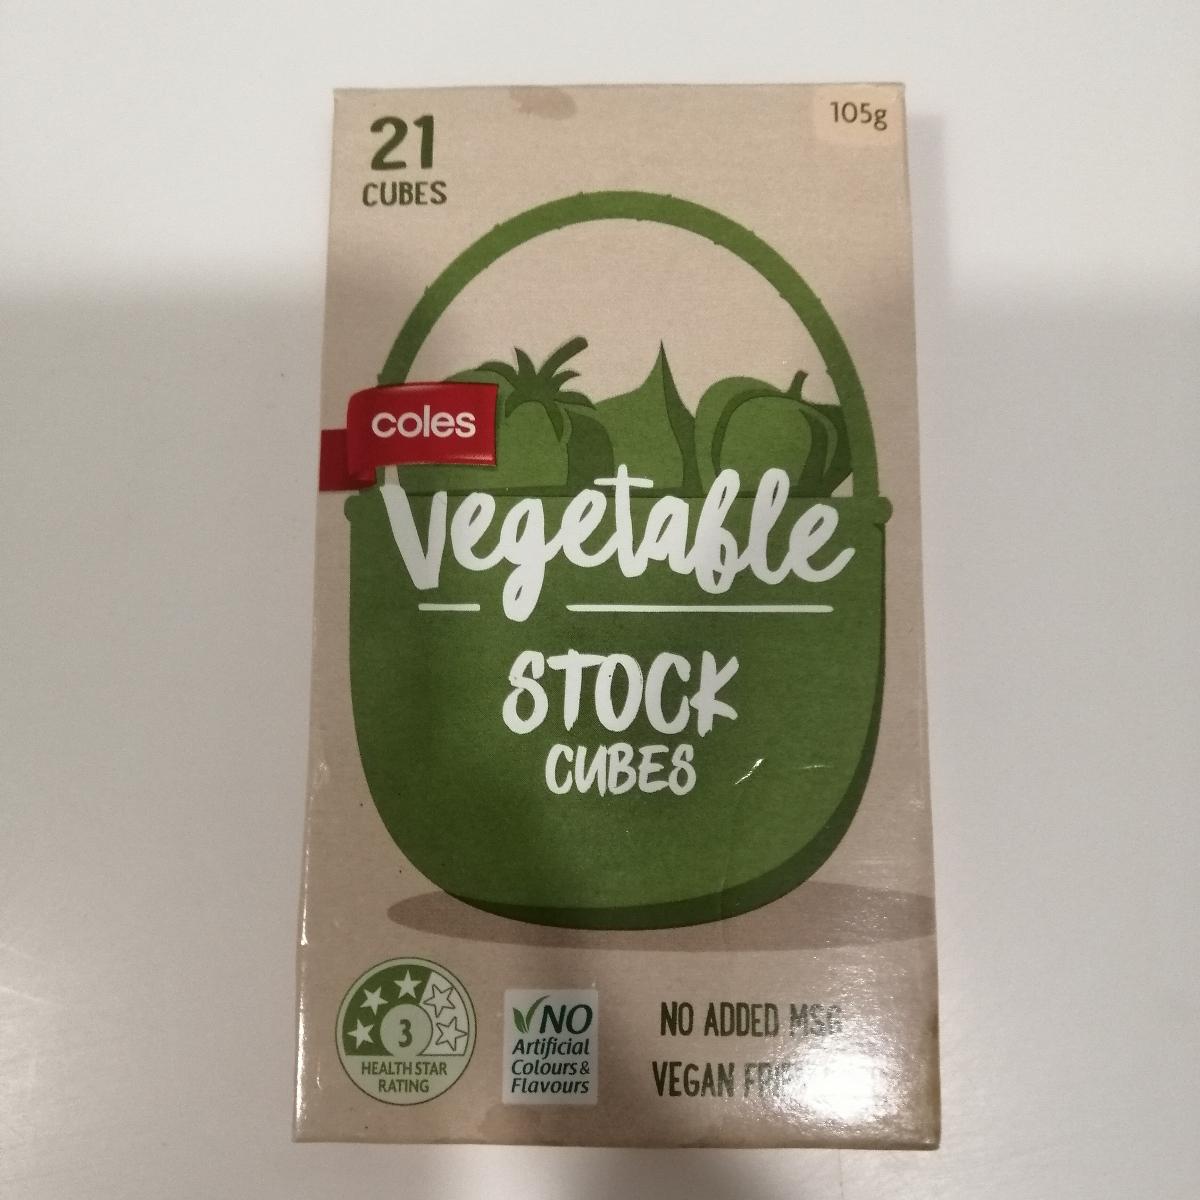 21
CUBES
105g
coles
Vegetable
STOCK
CUBES
3
HEALTH STAR
RATING
NO
Artificial
Colours &
Flavours
NO ADDED MSG
VEGAN